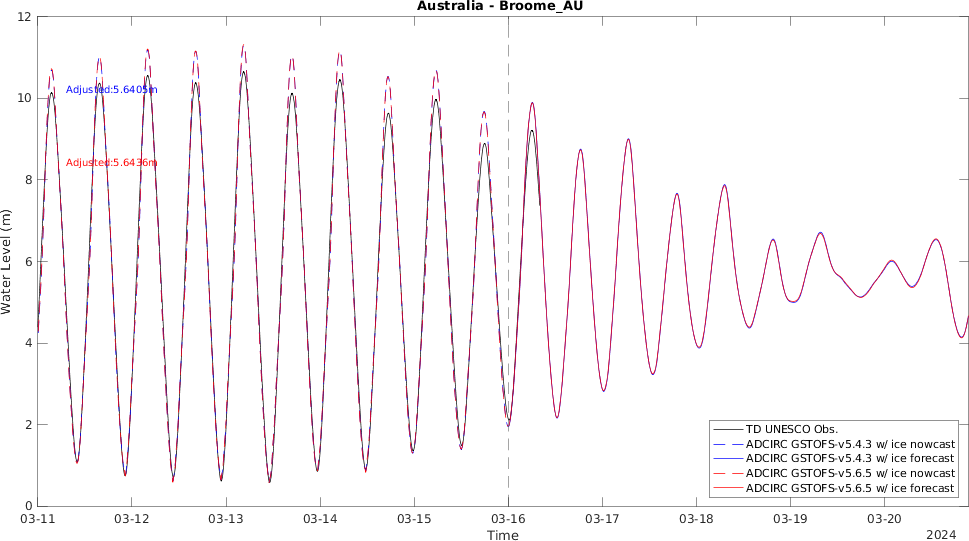 Australia - Broome_AU
12
10
8
6
4
2
0
Water Level (m)
Adjusted:5.6405m
Adjusted:5.6436m
TD UNESCO Obs.
ADCIRC GSTOFS-v5.4.3 w/ ice nowcast
ADCIRC GSTOFS-v5.4.3 w/ ice forecast
ADCIRC GSTOFS-v5.6.5 w/ ice nowcast
ADCIRC GSTOFS-v5.6.5 w/ ice forecast
03-11 03-12 03-13 03-14 03-15 03-16 03-17 03-18 03-19 03-20
Time
2024